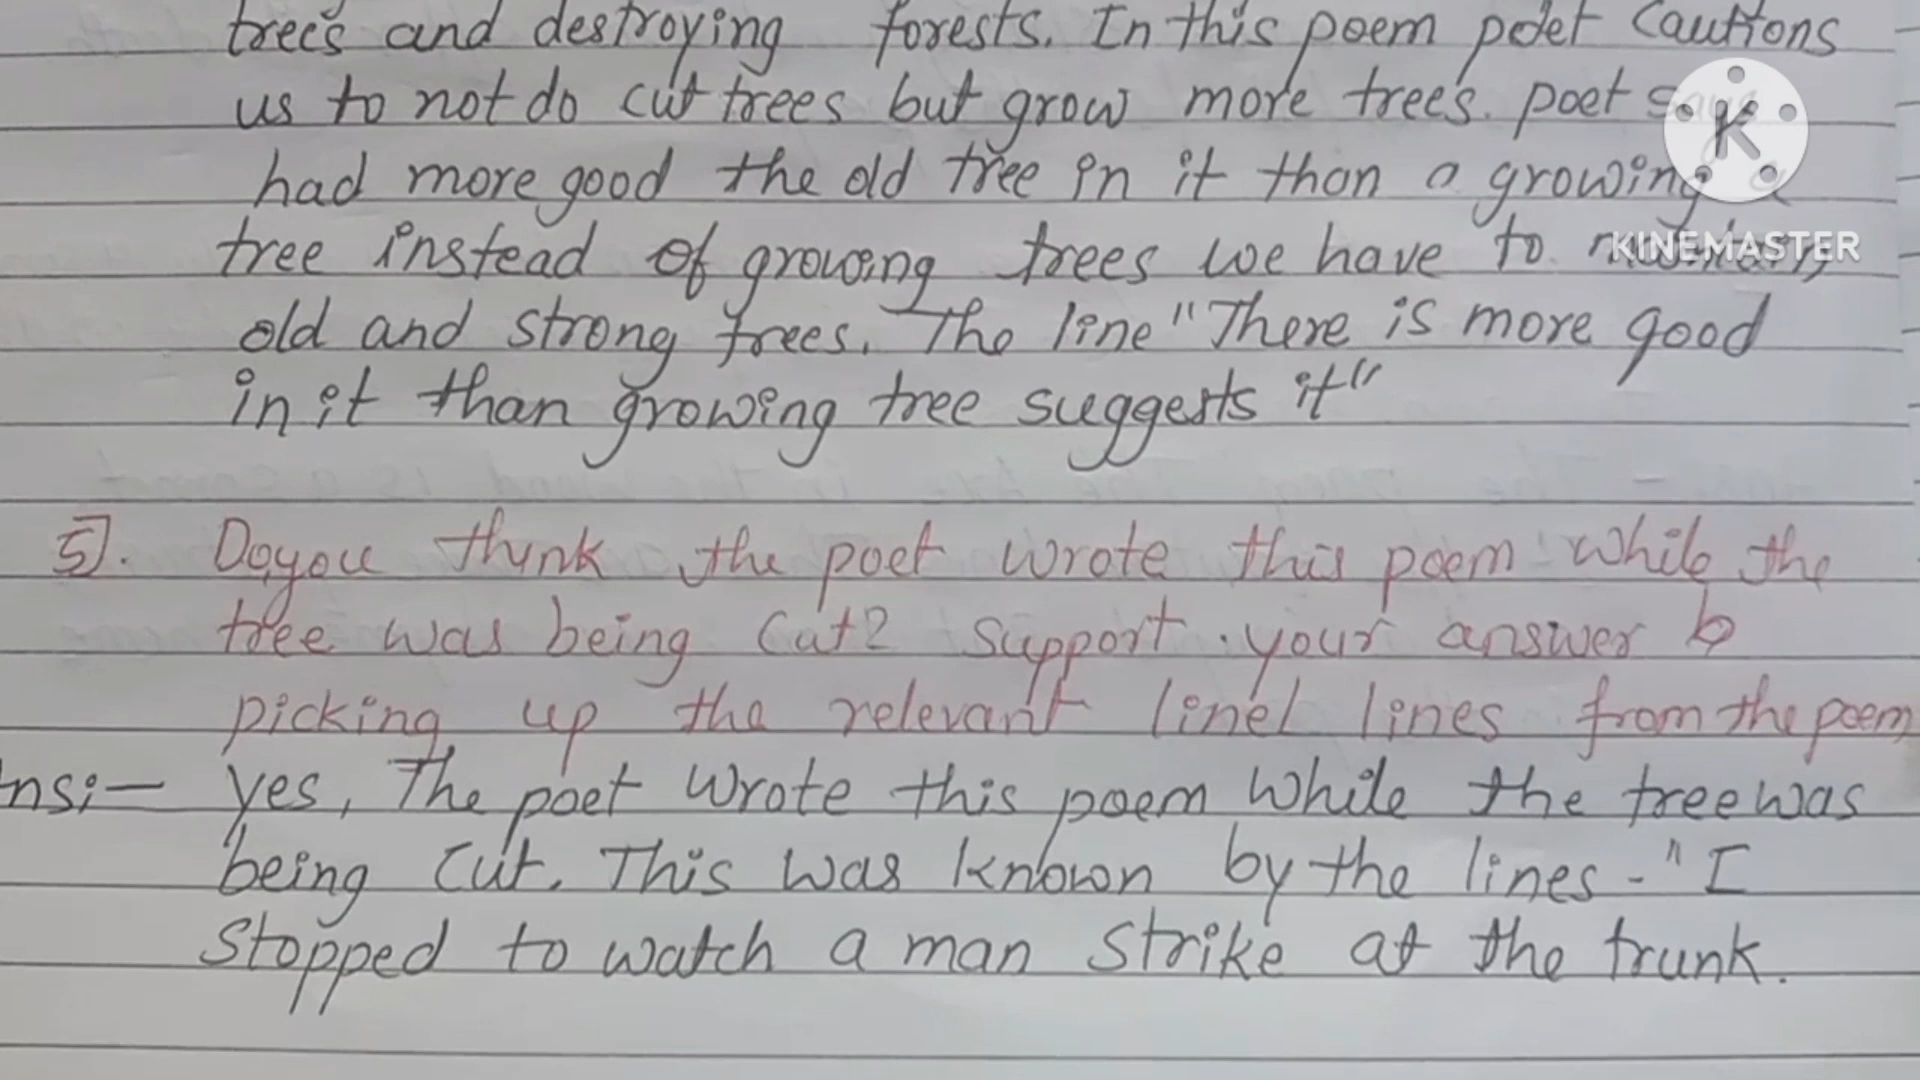 trees and destroying forests. In this poem poet cautions
us to not do cut trees but grow more trees. poet says
had more good the old tree in it than a growing a
tree instead of growing trees we have to
old and strong trees. The line "There is more good
in it than growing tree suggests it"
5]. Do you thynk the poet wrote this poem while the
tree was being Cut? Support your answer b
picking up the relevant linel lines from the poem
Ans:- Yes, The poet wrote this poem while the tree was
being cut. This was known by the lines - "I
Stopped to watch a man strike at the trunk.
K
KINEMASTER